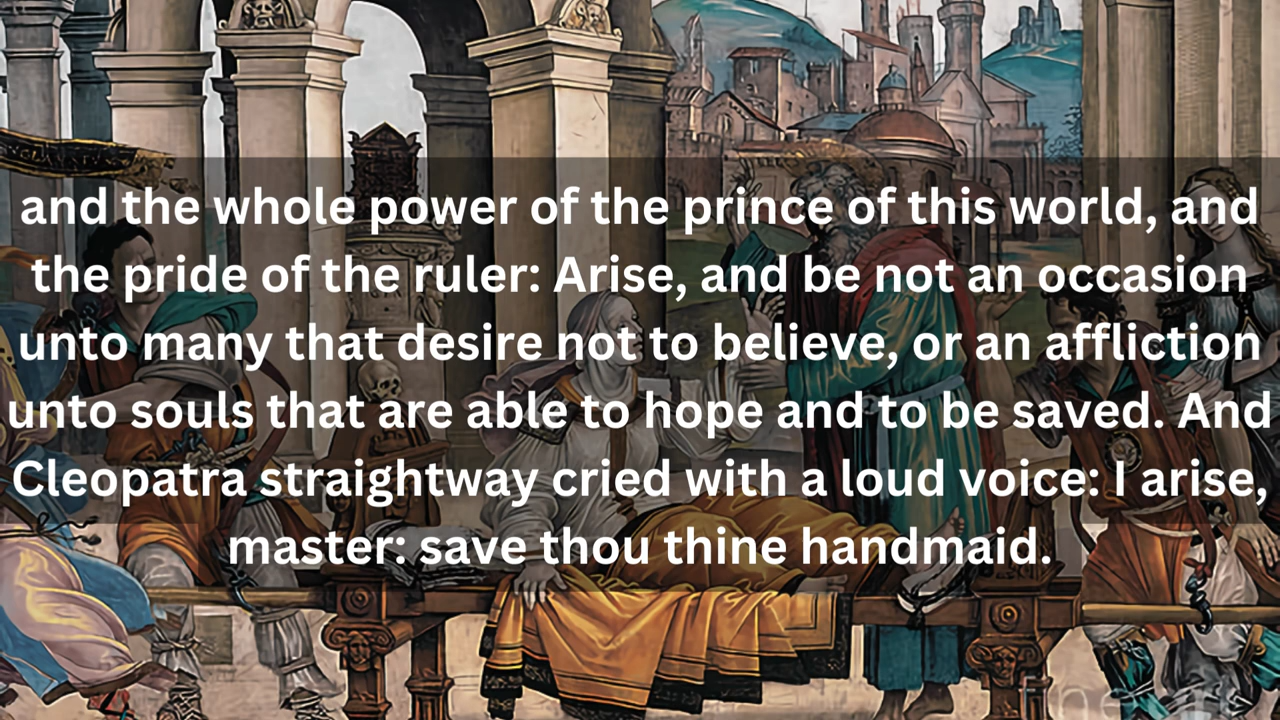 and the whole power of the prince of this world, and
the pride of the ruler: Arise, and be not an occasion
unto many that desire not to believe, or an affliction
unto souls that are able to hope and to be saved. And
Cleopatra straightway cried with a loud voice: I arise,
master: save thou thine handmaid.